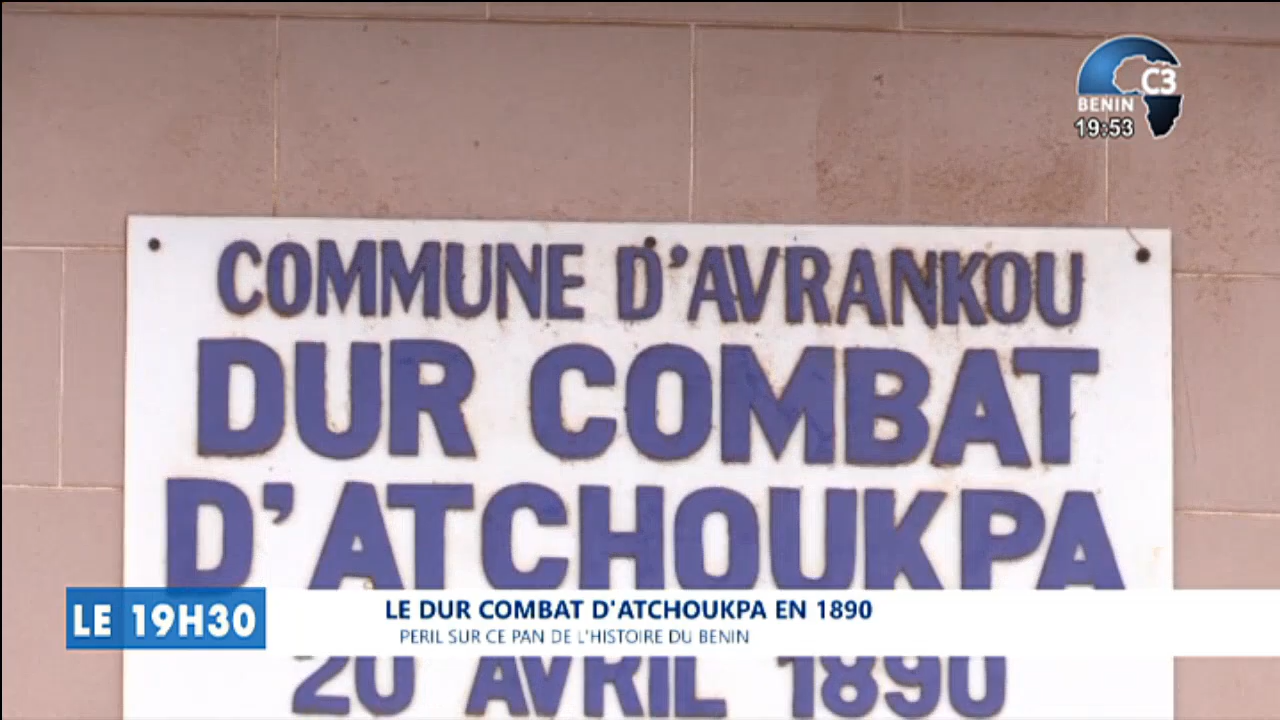 C3
BENIN
19:53
COMMUNE D'AVRANKOU
DUR COMBAT
D'ATCHOUKPA
LE 19H30
LE DUR COMBAT D'ATCHOUKPA EN 1890
PERIL SUR CE PAN DE L'HISTOIRE DU BENIN
20 AVRIL 1890